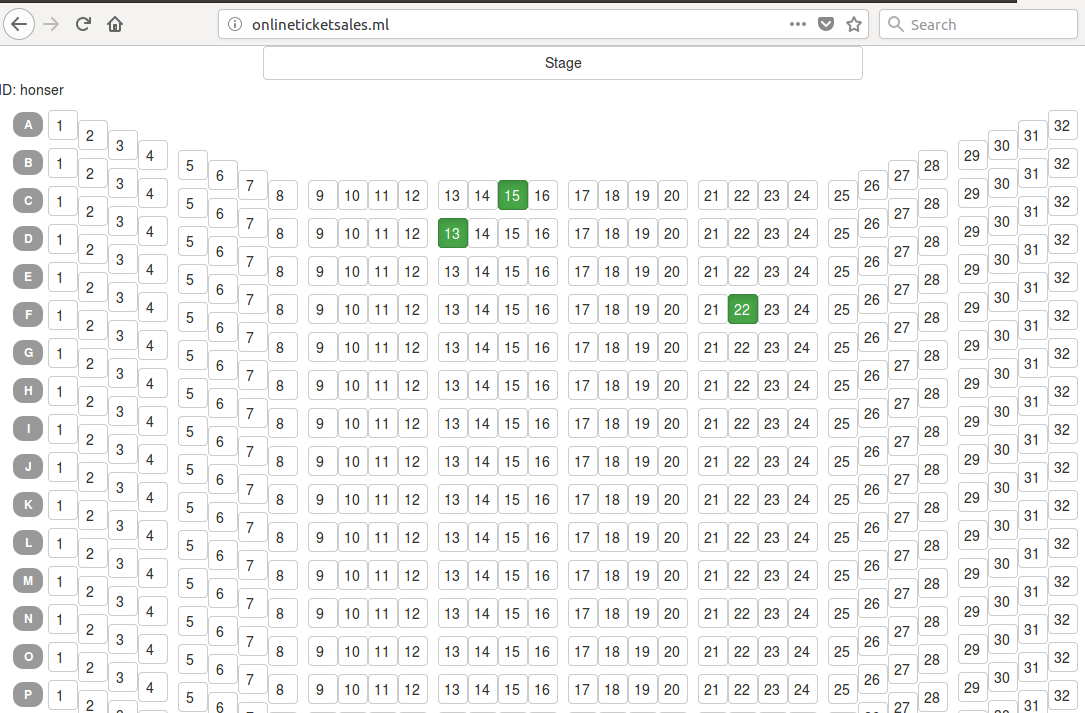 onlineticketsales.ml
Search
Stage
ID: honser
A 1 2 3 4 5 6 7 8 9 10 11 12 13 14 15 16 17 18 19 20 21 22 23 24 25 26 27 28 29 30 31 32
B 1 2 3 4 5 6 7 8 9 10 11 12 13 14 15 16 17 18 19 20 21 22 23 24 25 26 27 28 29 30 31 32
C 1 2 3 4 5 6 7 8 9 10 11 12 13 14 15 16 17 18 19 20 21 22 23 24 25 26 27 28 29 30 31 32
D 1 2 3 4 5 6 7 8 9 10 11 12 13 14 15 16 17 18 19 20 21 22 23 24 25 26 27 28 29 30 31 32
E 1 2 3 4 5 6 7 8 9 10 11 12 13 14 15 16 17 18 19 20 21 22 23 24 25 26 27 28 29 30 31 32
F 1 2 3 4 5 6 7 8 9 10 11 12 13 14 15 16 17 18 19 20 21 22 23 24 25 26 27 28 29 30 31 32
G 1 2 3 4 5 6 7 8 9 10 11 12 13 14 15 16 17 18 19 20 21 22 23 24 25 26 27 28 29 30 31 32
H 1 2 3 4 5 6 7 8 9 10 11 12 13 14 15 16 17 18 19 20 21 22 23 24 25 26 27 28 29 30 31 32
I 1 2 3 4 5 6 7 8 9 10 11 12 13 14 15 16 17 18 19 20 21 22 23 24 25 26 27 28 29 30 31 32
J 1 2 3 4 5 6 7 8 9 10 11 12 13 14 15 16 17 18 19 20 21 22 23 24 25 26 27 28 29 30 31 32
K 1 2 3 4 5 6 7 8 9 10 11 12 13 14 15 16 17 18 19 20 21 22 23 24 25 26 27 28 29 30 31 32
L 1 2 3 4 5 6 7 8 9 10 11 12 13 14 15 16 17 18 19 20 21 22 23 24 25 26 27 28 29 30 31 32
M 1 2 3 4 5 6 7 8 9 10 11 12 13 14 15 16 17 18 19 20 21 22 23 24 25 26 27 28 29 30 31 32
N 1 2 3 4 5 6 7 8 9 10 11 12 13 14 15 16 17 18 19 20 21 22 23 24 25 26 27 28 29 30 31 32
O 1 2 3 4 5 6 27 28 29 30 31 32
P 1 2 31 32